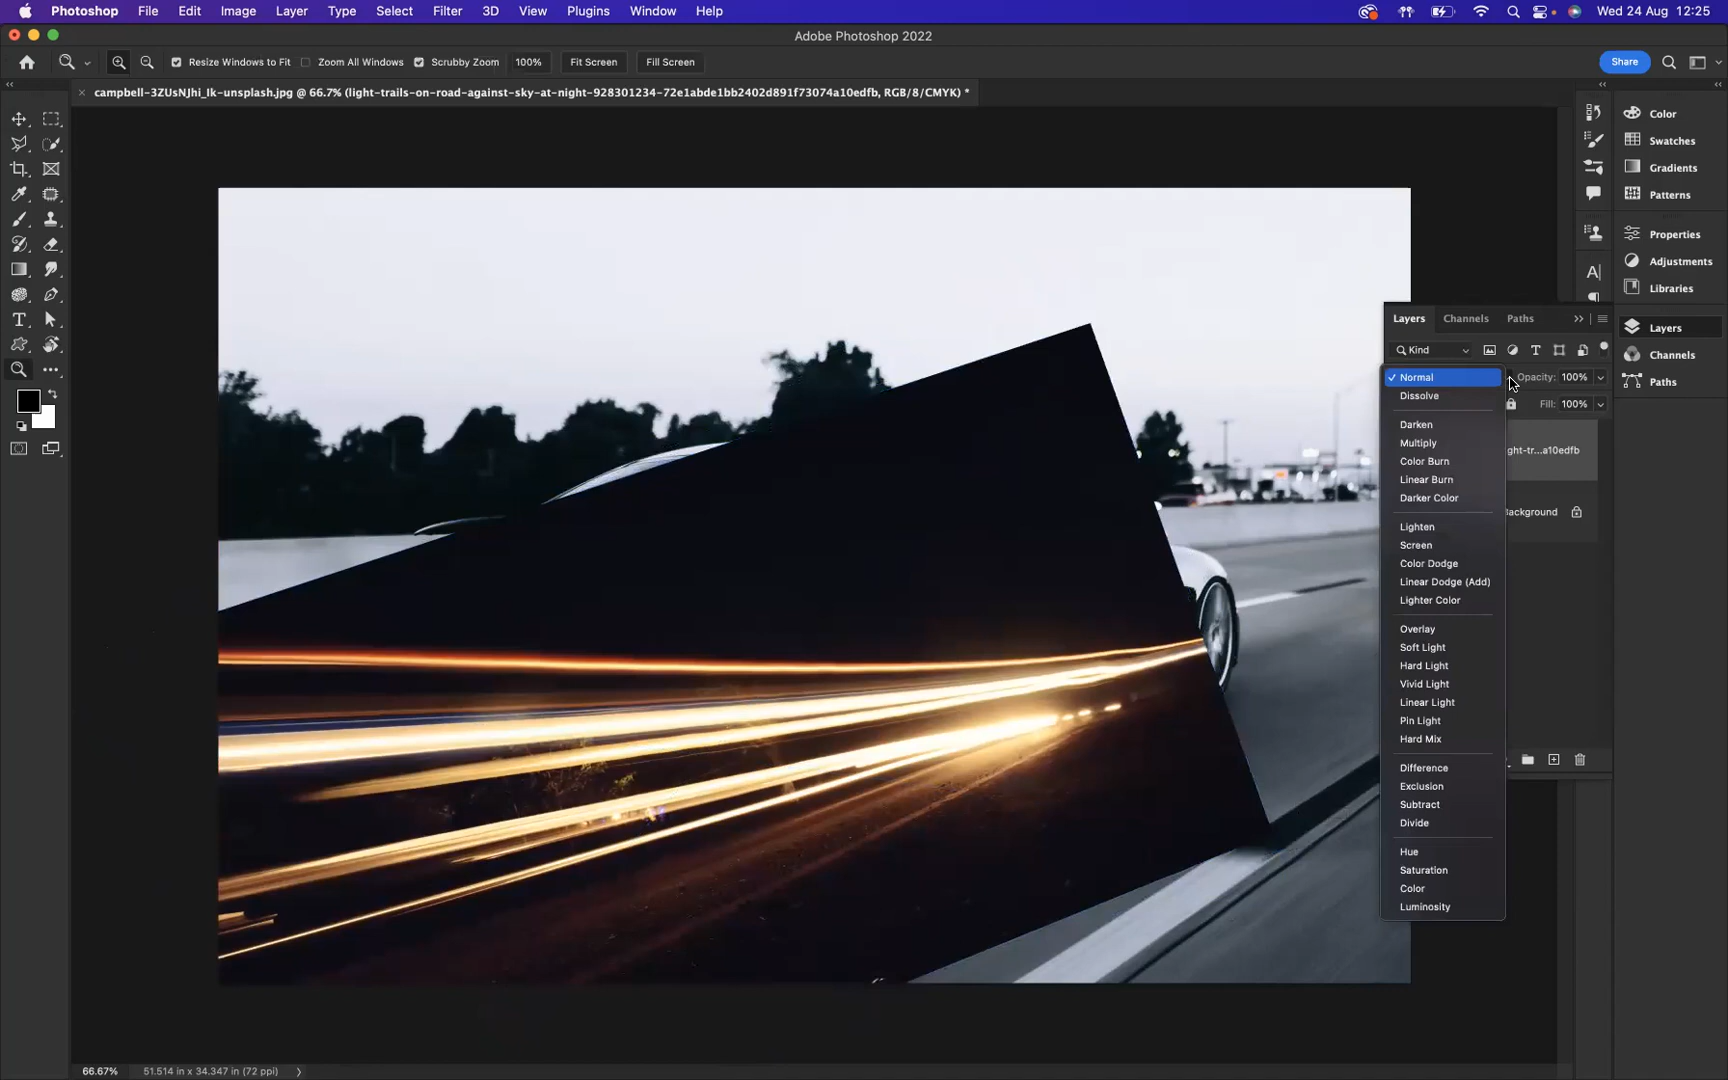 Photoshop File Edit Image Layer Type Select Filter 3D View Plugins Window Help Wed 24 Aug 12:25
Adobe Photoshop 2022
Resize Windows to Fit Zoom All Windows Scrubby Zoom 100% Fit Screen Fill Screen Share
campbell-3ZUsNJhi_Ik-unsplash.jpg @ 66.7% (light-trails-on-road-against-sky-at-night-928301234-72e1abde1bb2402d891f73074a10edfb, RGB/8/CMYK) *
Color
Swatches
Gradients
Patterns
Properties
Adjustments
Libraries
Layers
Channels
Paths
Layers Channels Paths
Kind
Normal Opacity: 100%
Dissolve
Fill: 100%
Darken
Multiply
ght-tr...a10edfb
Color Burn
Linear Burn
Darker Color
Background
Lighten
Screen
Color Dodge
Linear Dodge (Add)
Lighter Color
Overlay
Soft Light
Hard Light
Vivid Light
Linear Light
Pin Light
Hard Mix
Difference
Exclusion
Subtract
Divide
Hue
Saturation
Color
Luminosity
66.67% 51.514 in x 34.347 in (72 ppi)